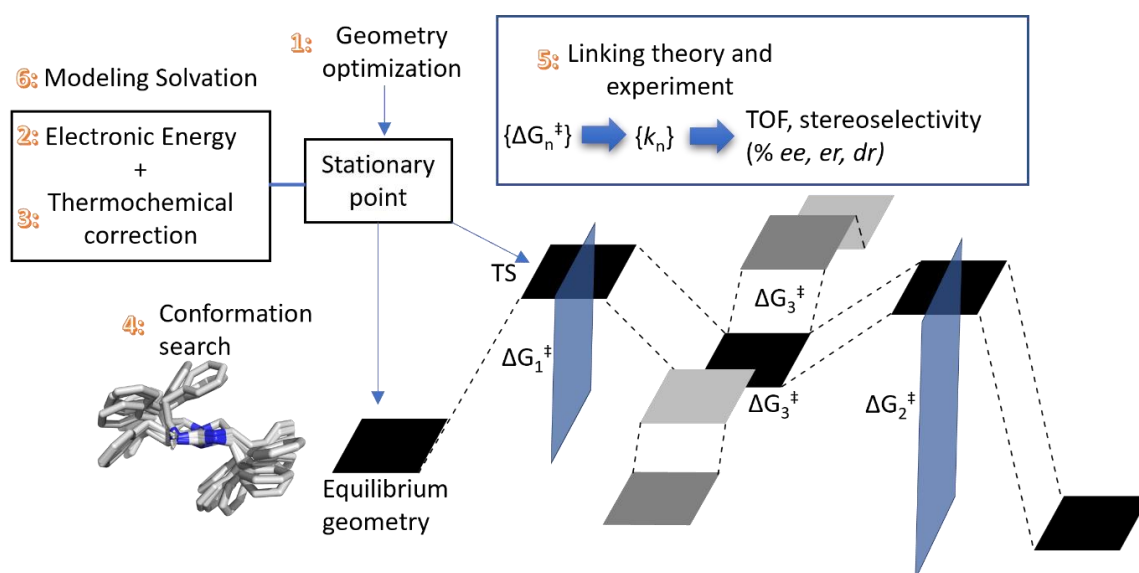 1: Geometry
optimization
6: Modeling Solvation
2: Electronic Energy
+
3: Thermochemical
correction
Stationary
point
5: Linking theory and
experiment
{ΔGₙ‡} {kₙ} TOF, stereoselectivity
(% ee, er, dr)
TS
4: Conformation
search
ΔG₁‡
ΔG₃‡
ΔG₃‡
ΔG₂‡
Equilibrium
geometry